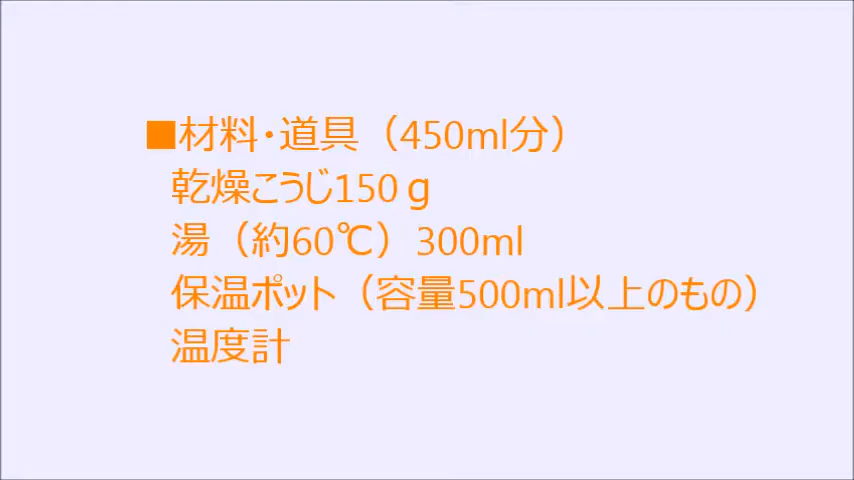 ■材料・道具（450ml分）
乾燥こうじ150ｇ
湯（約60℃）300ml
保温ポット（容量500ml以上のもの）
温度計